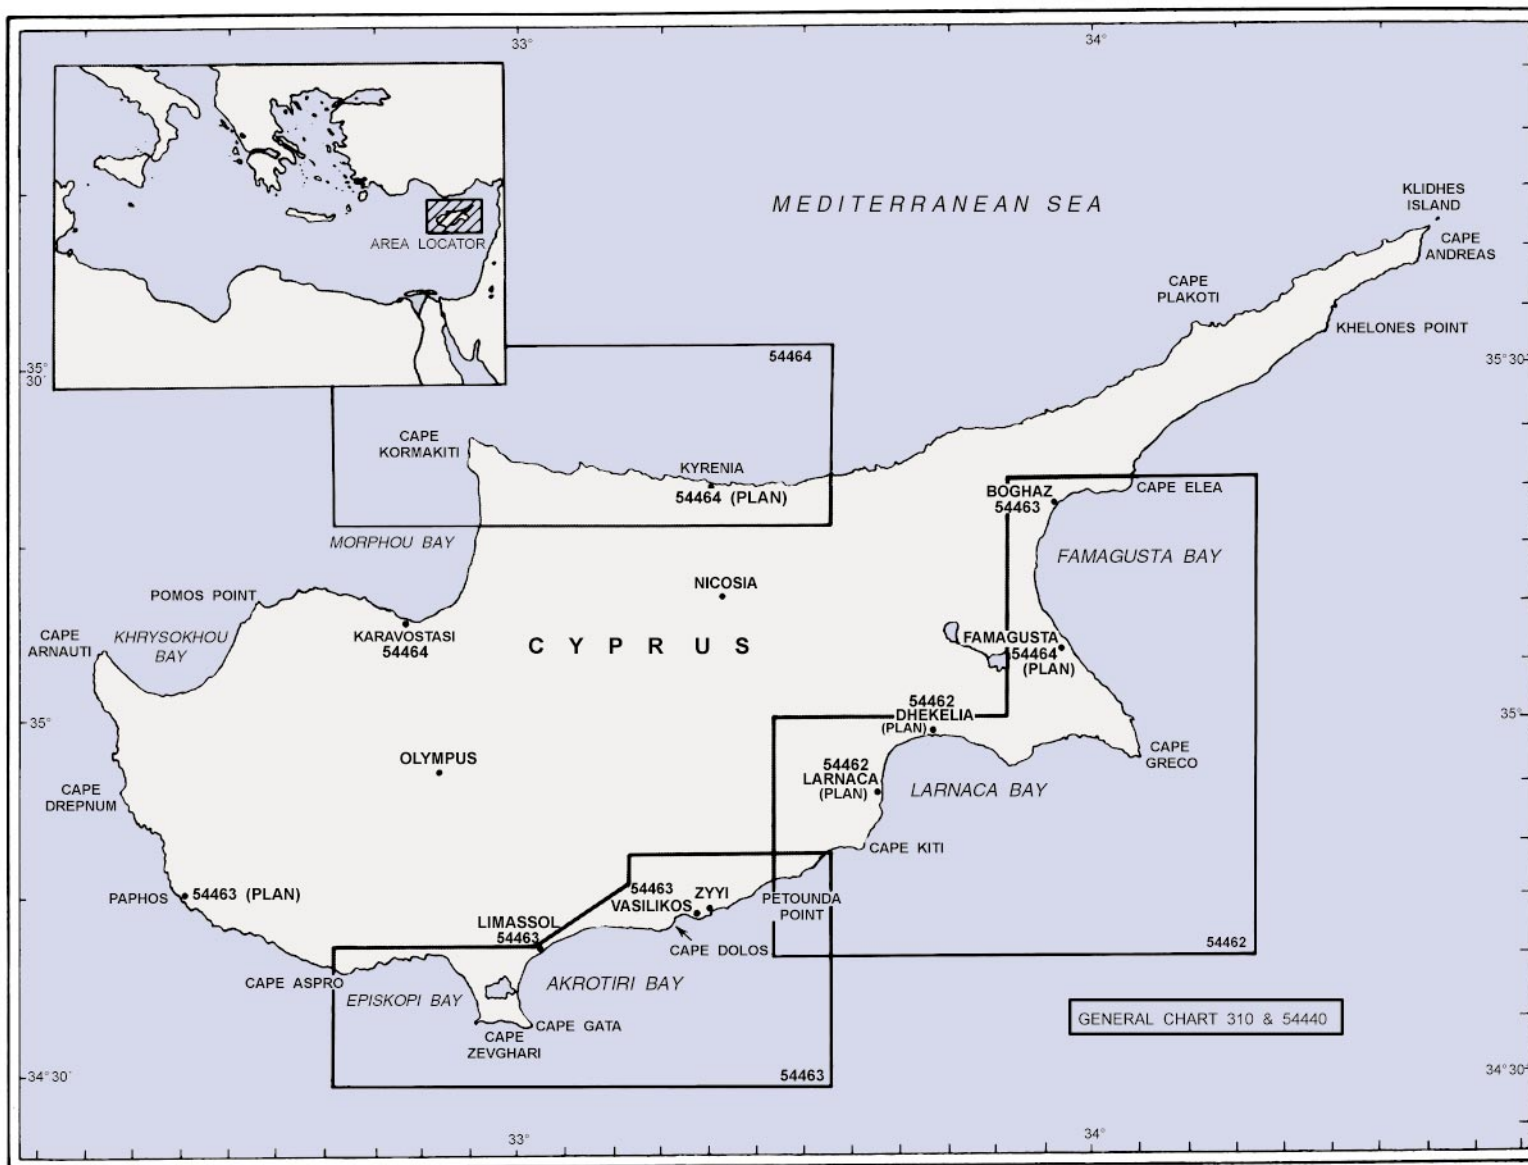 33°
34°
AREA LOCATOR
MEDITERRANEAN SEA
KLIDHES
ISLAND
CAPE
ANDREAS
CAPE
PLAKOTI
KHELONES POINT
54464
35°
30′
35°30′
CAPE
KORMAKITI
KYRENIA
54464 (PLAN)
CAPE ELEA
BOGHAZ
54463
MORPHOU BAY
FAMAGUSTA BAY
NICOSIA
POMOS POINT
CAPE
ARNAUTI
KHRYSOKHOU
BAY
KARAVOSTASI
54464
CYPRUS
FAMAGUSTA
54464
(PLAN)
54462
DHEKELIA
(PLAN)
35°
35°
CAPE
GRECO
OLYMPUS
54462
LARNACA
(PLAN)
LARNACA BAY
CAPE
DREPNUM
CAPE KITI
PAPHOS
54463 (PLAN)
54463
VASILIKOS
ZYYI
PETOUNDA
POINT
LIMASSOL
54463
CAPE DOLOS
54462
CAPE ASPRO
EPISKOPI BAY
AKROTIRI BAY
CAPE GATA
CAPE
ZEVGHARI
GENERAL CHART 310 & 54440
54463
34°30′
34°30′
33°
34°